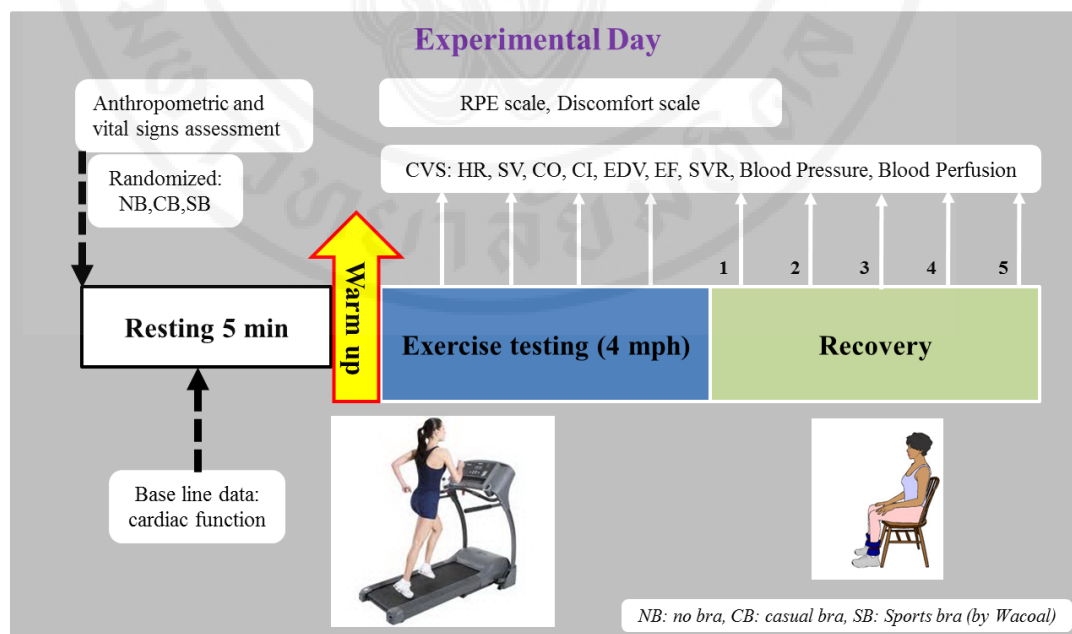 Experimental Day
Anthropometric and
vital signs assessment
Randomized:
NB,CB,SB
RPE scale, Discomfort scale
CVS: HR, SV, CO, CI, EDV, EF, SVR, Blood Pressure, Blood Perfusion
1 2 3 4 5
Resting 5 min
Warm up
Exercise testing (4 mph)
Recovery
Base line data:
cardiac function
NB: no bra, CB: casual bra, SB: Sports bra (by Wacoal)